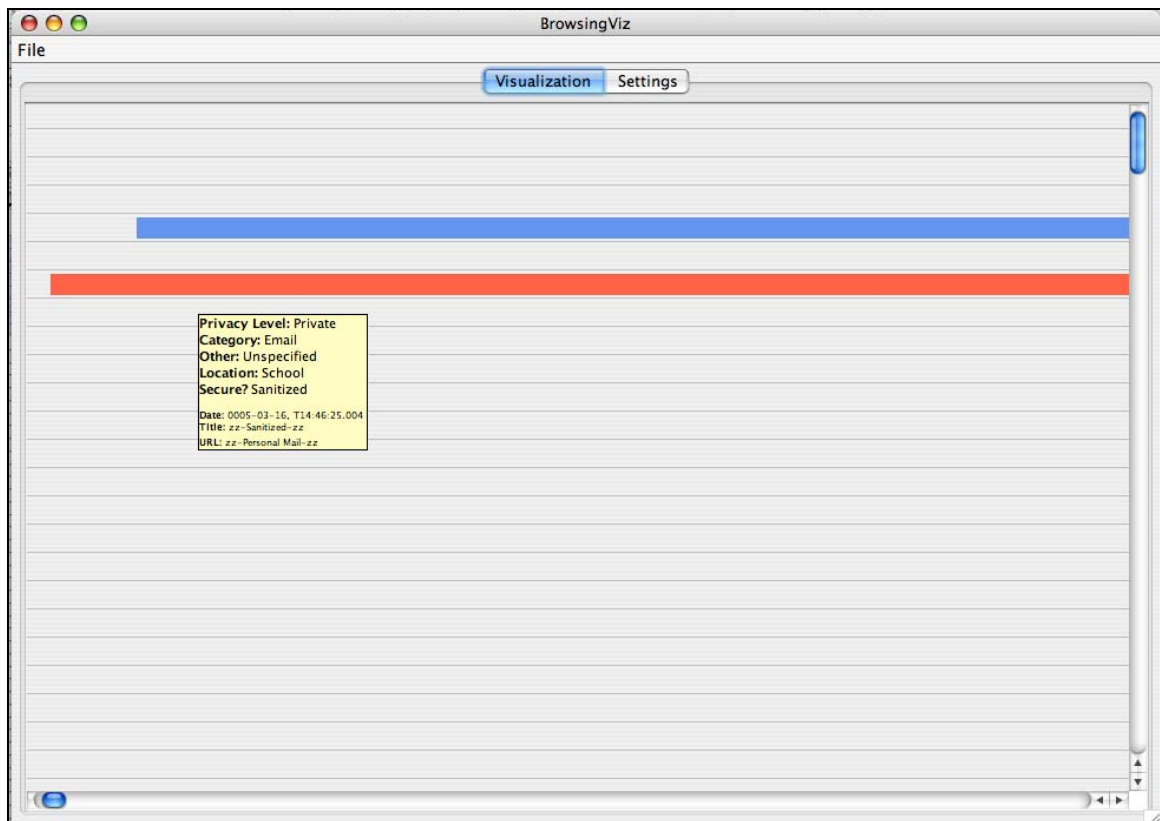 BrowsingViz
File
Visualization Settings
Privacy Level: Private
Category: Email
Other: Unspecified
Location: School
Secure? Sanitized
Date: 0005-03-16, T14:46:25.004
Title: zz-Sanitized-zz
URL: zz-Personal Mail-zz